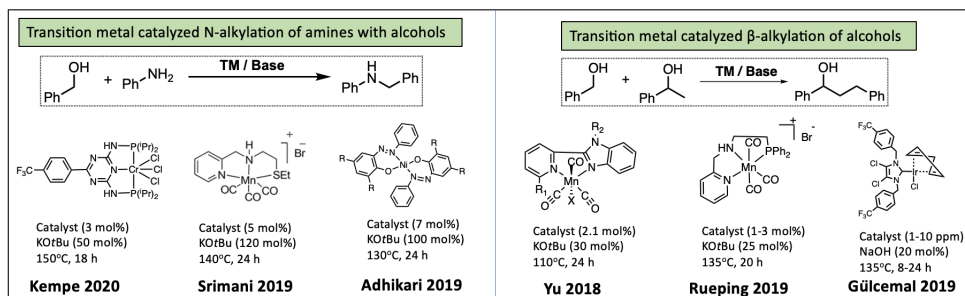 Transition metal catalyzed N-alkylation of amines with alcohols
OH
Ph
+
Ph
NH2
TM / Base
Ph
H
N
Ph
F3C
HN
P(iPr)2
N
N
N
Cr
Cl
Cl
Cl
HN
P(iPr)2
Catalyst (3 mol%)
KOtBu (50 mol%)
150°C, 18 h
Kempe 2020
H
N
+
Br -
N
Mn
SEt
OC
CO
CO
Catalyst (5 mol%)
KOtBu (120 mol%)
140°C, 24 h
Srimani 2019
R
N
N
O
R
Ni
R
O
N
N
R
Catalyst (7 mol%)
KOtBu (100 mol%)
130°C, 24 h
Adhikari 2019
Transition metal catalyzed β-alkylation of alcohols
OH
Ph
+
OH
Ph
TM / Base
OH
Ph
Ph
R2
N
CO
N
N
R1
Mn
C
O
X
C
O
Catalyst (2.1 mol%)
KOtBu (30 mol%)
110°C, 24 h
Yu 2018
+
Br -
HN
PPh2
Mn
N
CO
CO
CO
Catalyst (1-3 mol%)
KOtBu (25 mol%)
135°C, 20 h
Rueping 2019
F3C
Cl
N
Cl
N
Ir
Cl
F3C
Catalyst (1-10 ppm)
NaOH (20 mol%)
135°C, 8-24 h
Gülcemal 2019